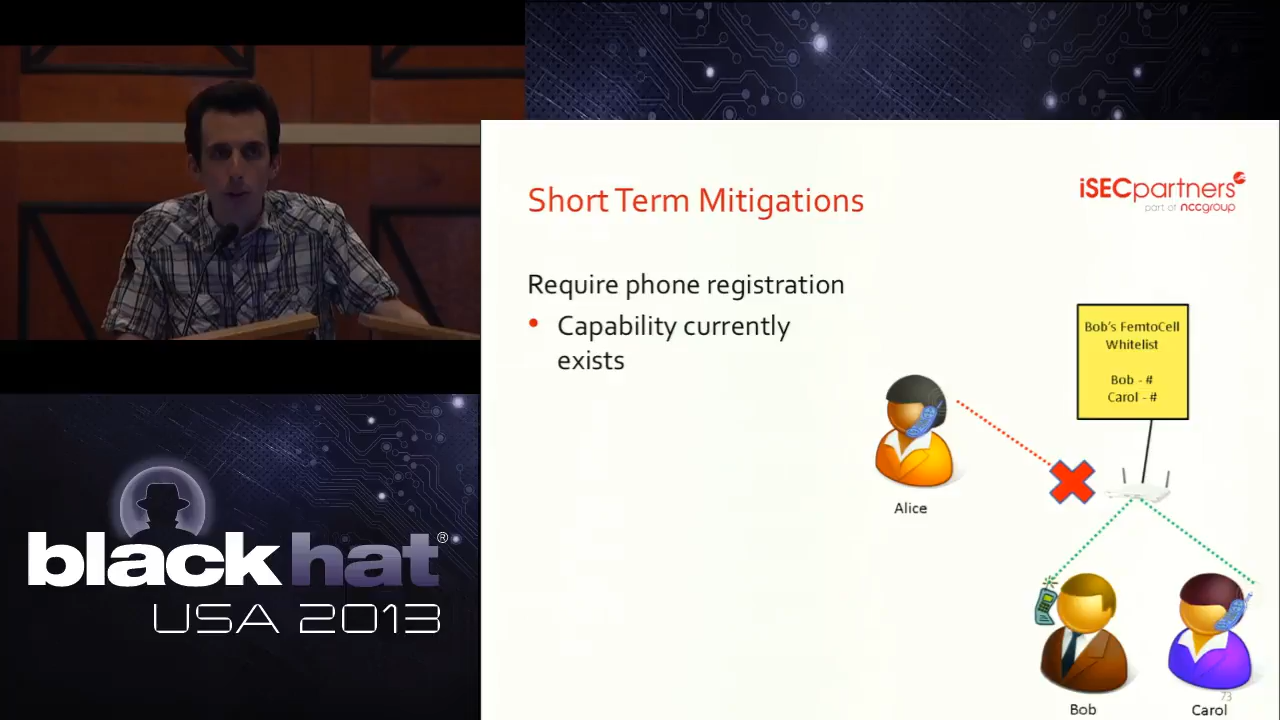 Short Term Mitigations
iSECpartners
part of nccgroup
Require phone registration
• Capability currently
exists
Bob's FemtoCell
Whitelist
Bob - #
Carol - #
Alice
Bob
Carol
73
black hat®
USA 2013